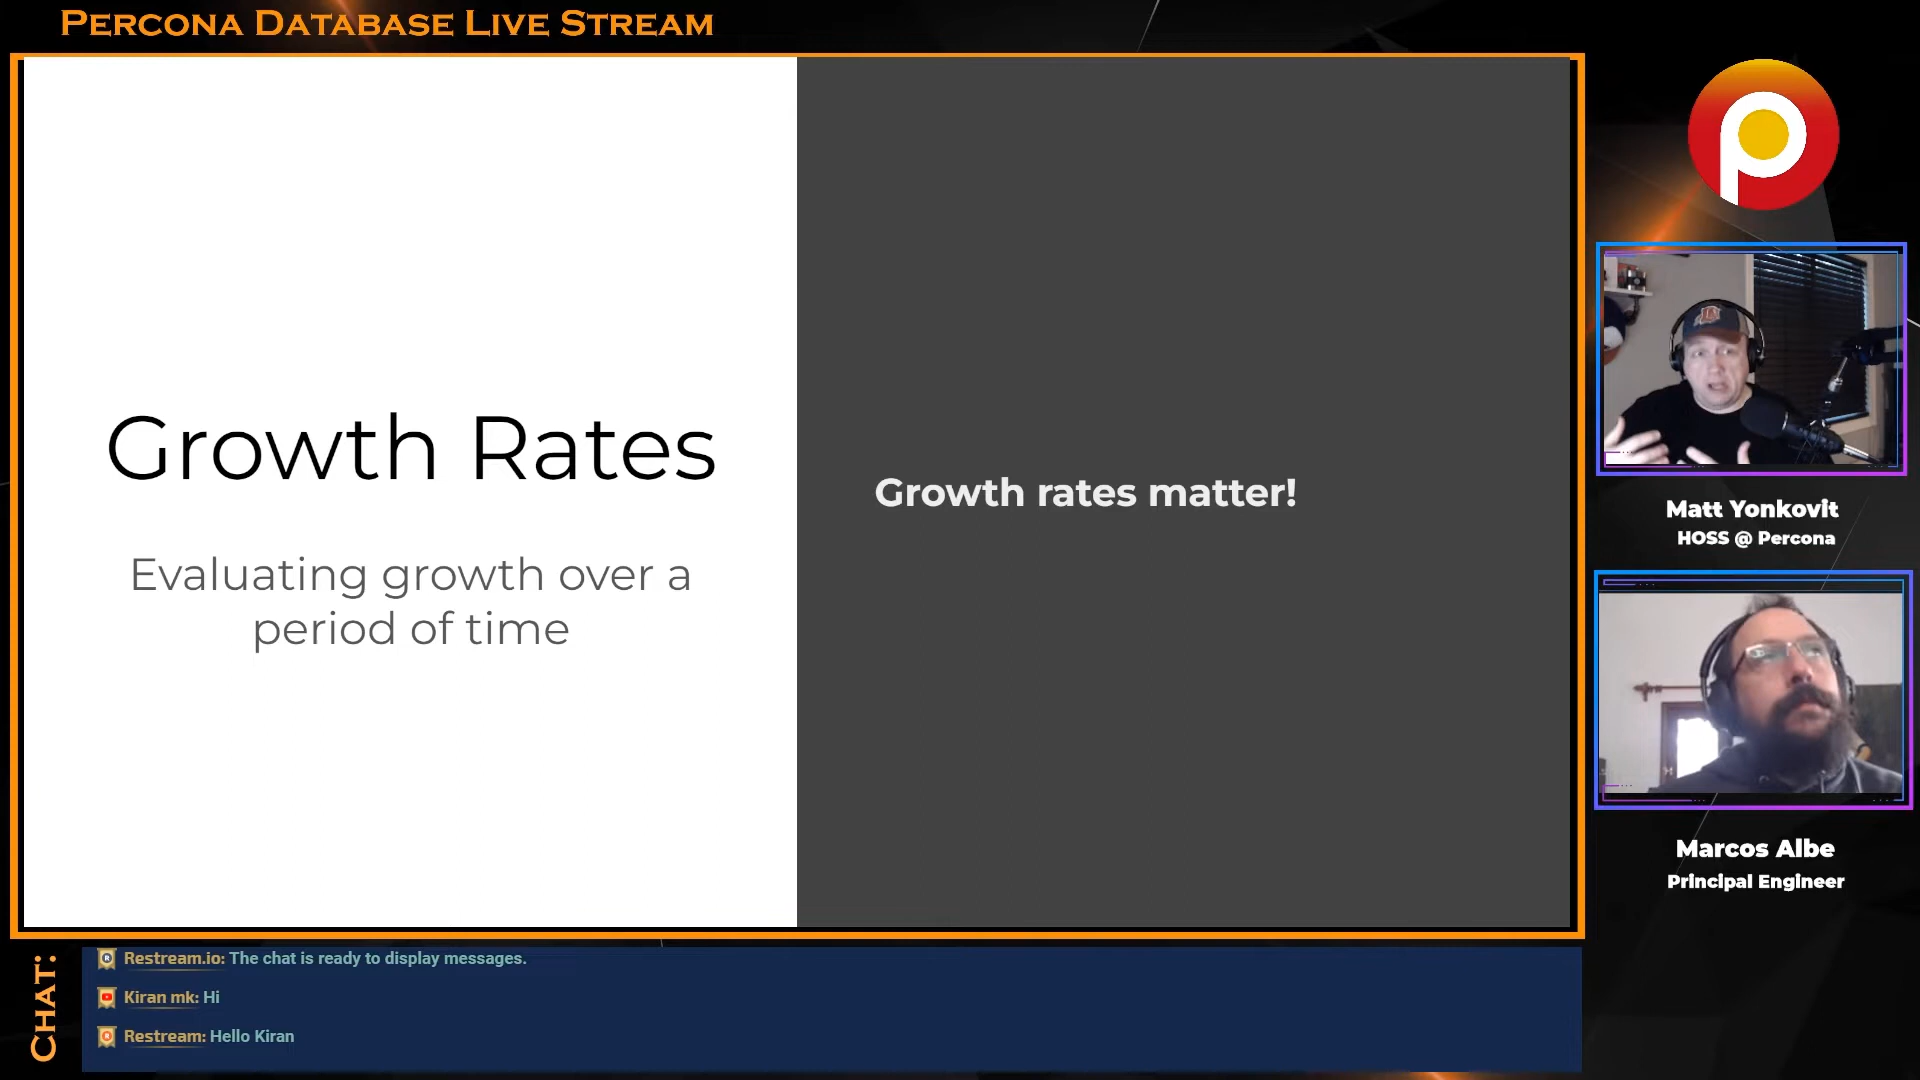 PERCONA DATABASE LIVE STREAM
Growth Rates
Evaluating growth over a
period of time
Growth rates matter!
Matt Yonkovit
HOSS @ Percona
Marcos Albe
Principal Engineer
CHAT:
Restream.io: The chat is ready to display messages.
Kiran mk: Hi
Restream: Hello Kiran